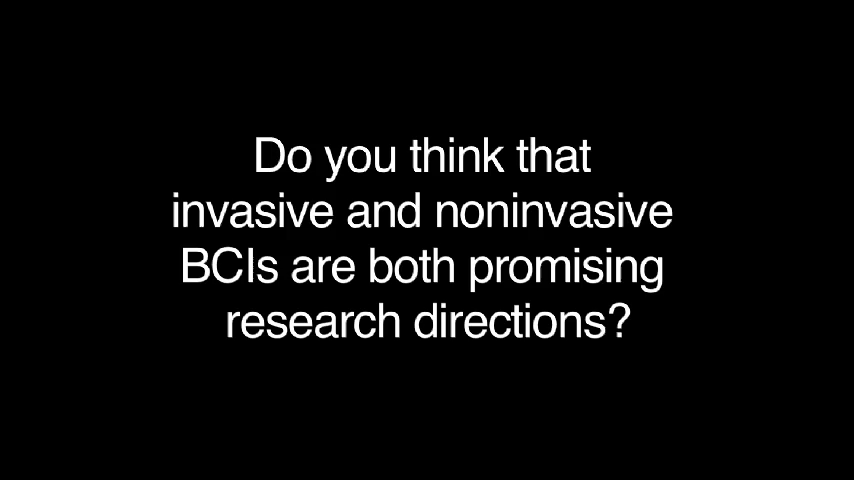 Do you think that
invasive and noninvasive
BCIs are both promising
research directions?